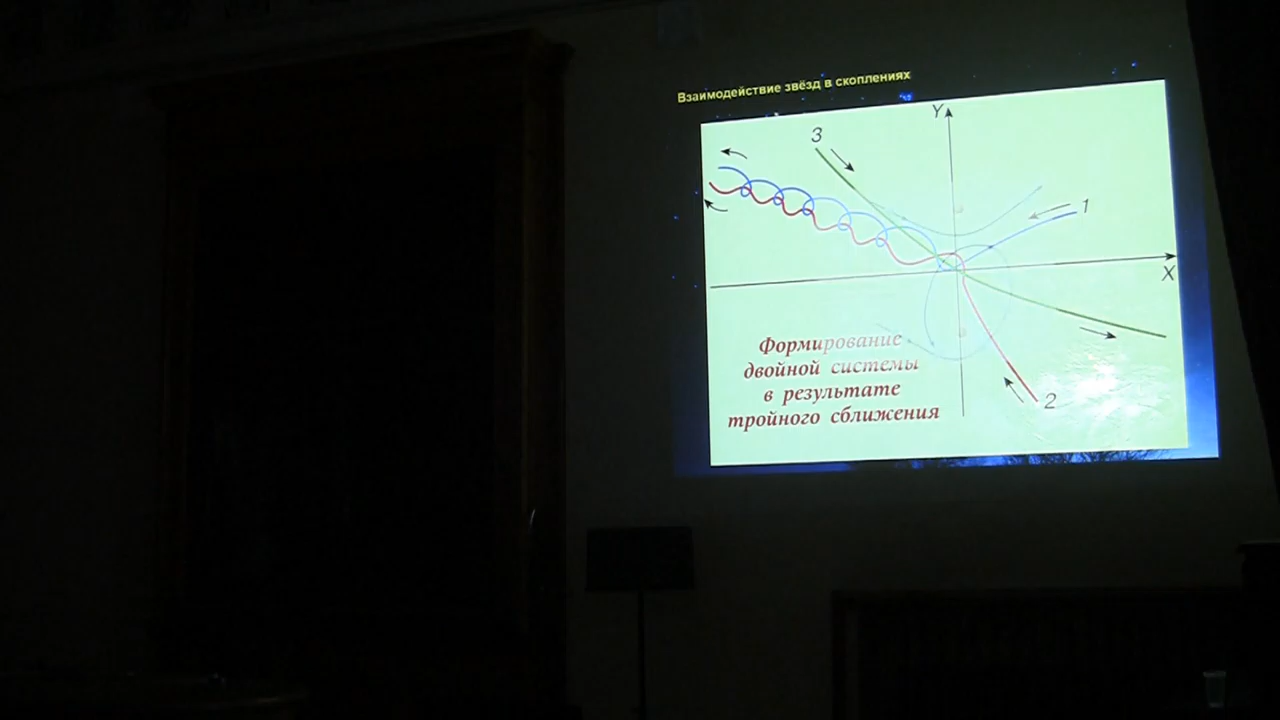 Взаимодействие звёзд в скоплениях
Y
3
1
X
Формирование
двойной системы
в результате
тройного сближения
2